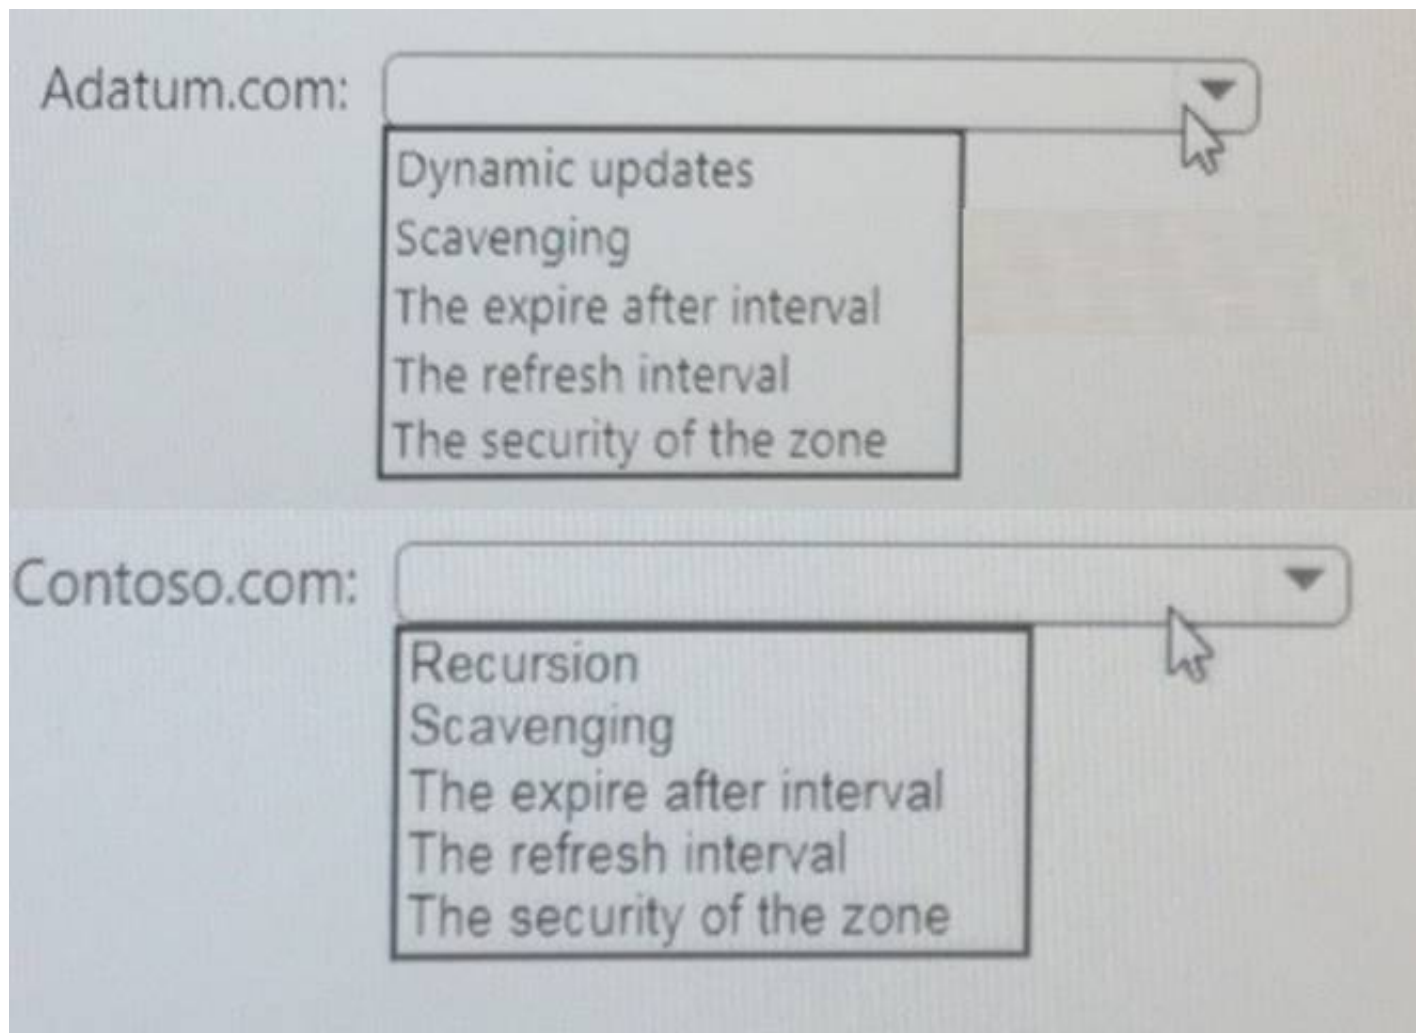 Adatum.com:
Dynamic updates
Scavenging
The expire after interval
The refresh interval
The security of the zone
Contoso.com:
Recursion
Scavenging
The expire after interval
The refresh interval
The security of the zone